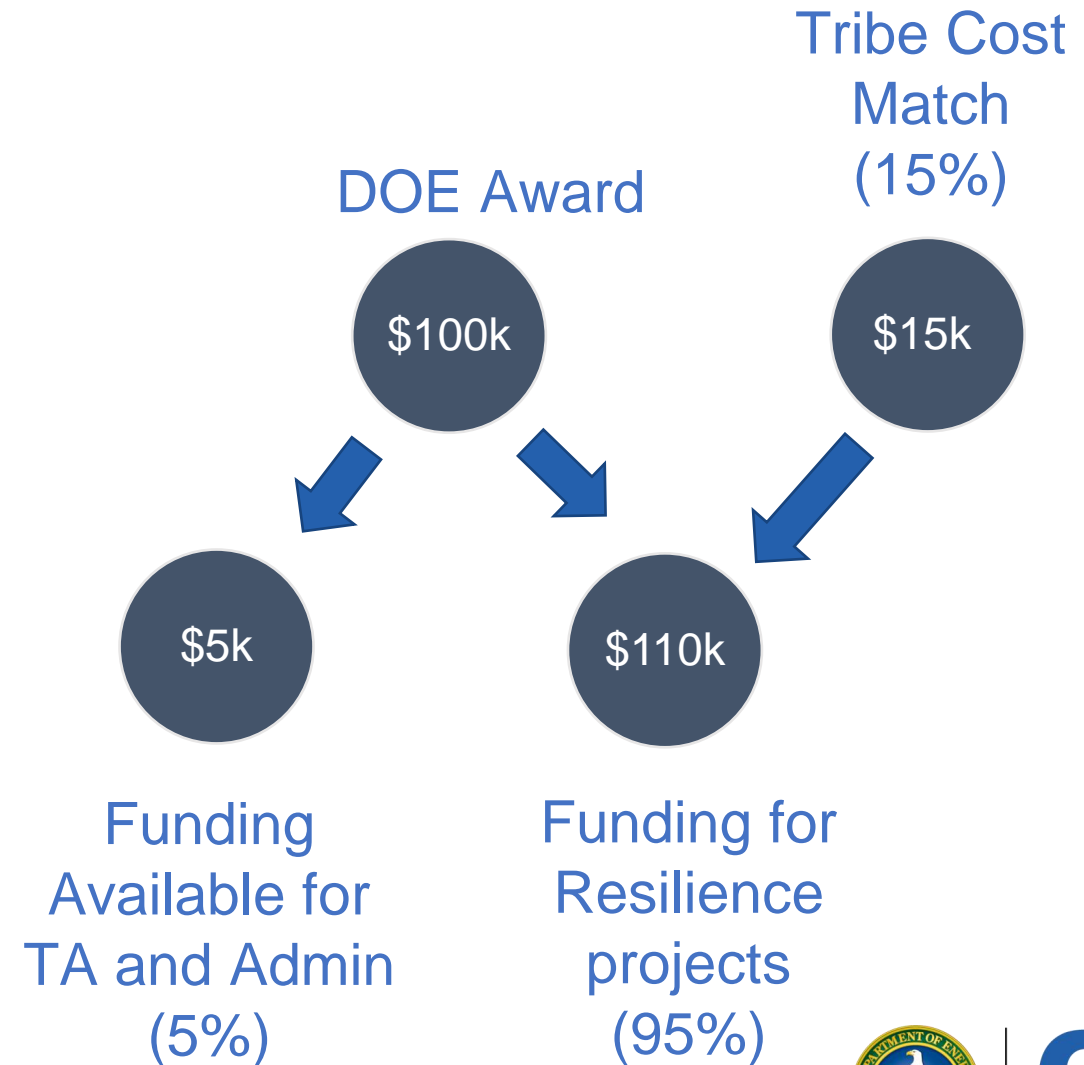 Tribe Cost
Match
(15%)
DOE Award
$100k
$15k
$5k
$110k
Funding
Available for
TA and Admin
(5%)
Funding for
Resilience
projects
(95%)